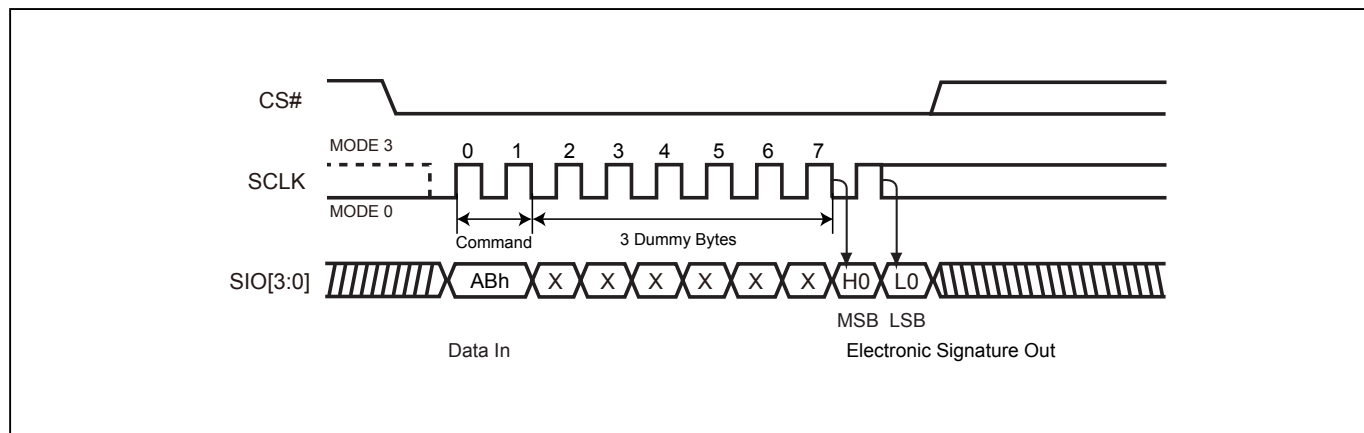 CS#
MODE 3
0 1 2 3 4 5 6 7
SCLK
MODE 0
Command
3 Dummy Bytes
SIO[3:0]
ABh X X X X X X H0 L0
MSB LSB
Data In
Electronic Signature Out